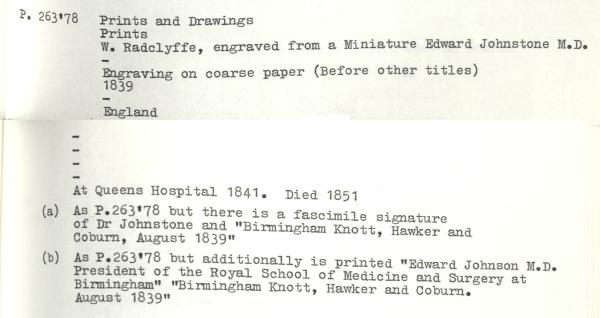 P. 263'78 Prints and Drawings
Prints
W. Radclyffe, engraved from a Miniature Edward Johnstone M.D.
-
Engraving on coarse paper (Before other titles)
1839
-
England
-
-
-
-
At Queens Hospital 1841. Died 1851
(a) As P.263'78 but there is a fascimile signature
of Dr Johnstone and "Birmingham Knott, Hawker and
Coburn, August 1839"
(b) As P.263'78 but additionally is printed "Edward Johnson M.D.
President of the Royal School of Medicine and Surgery at
Birmingham" "Birmingham Knott, Hawker and Coburn.
August 1839"